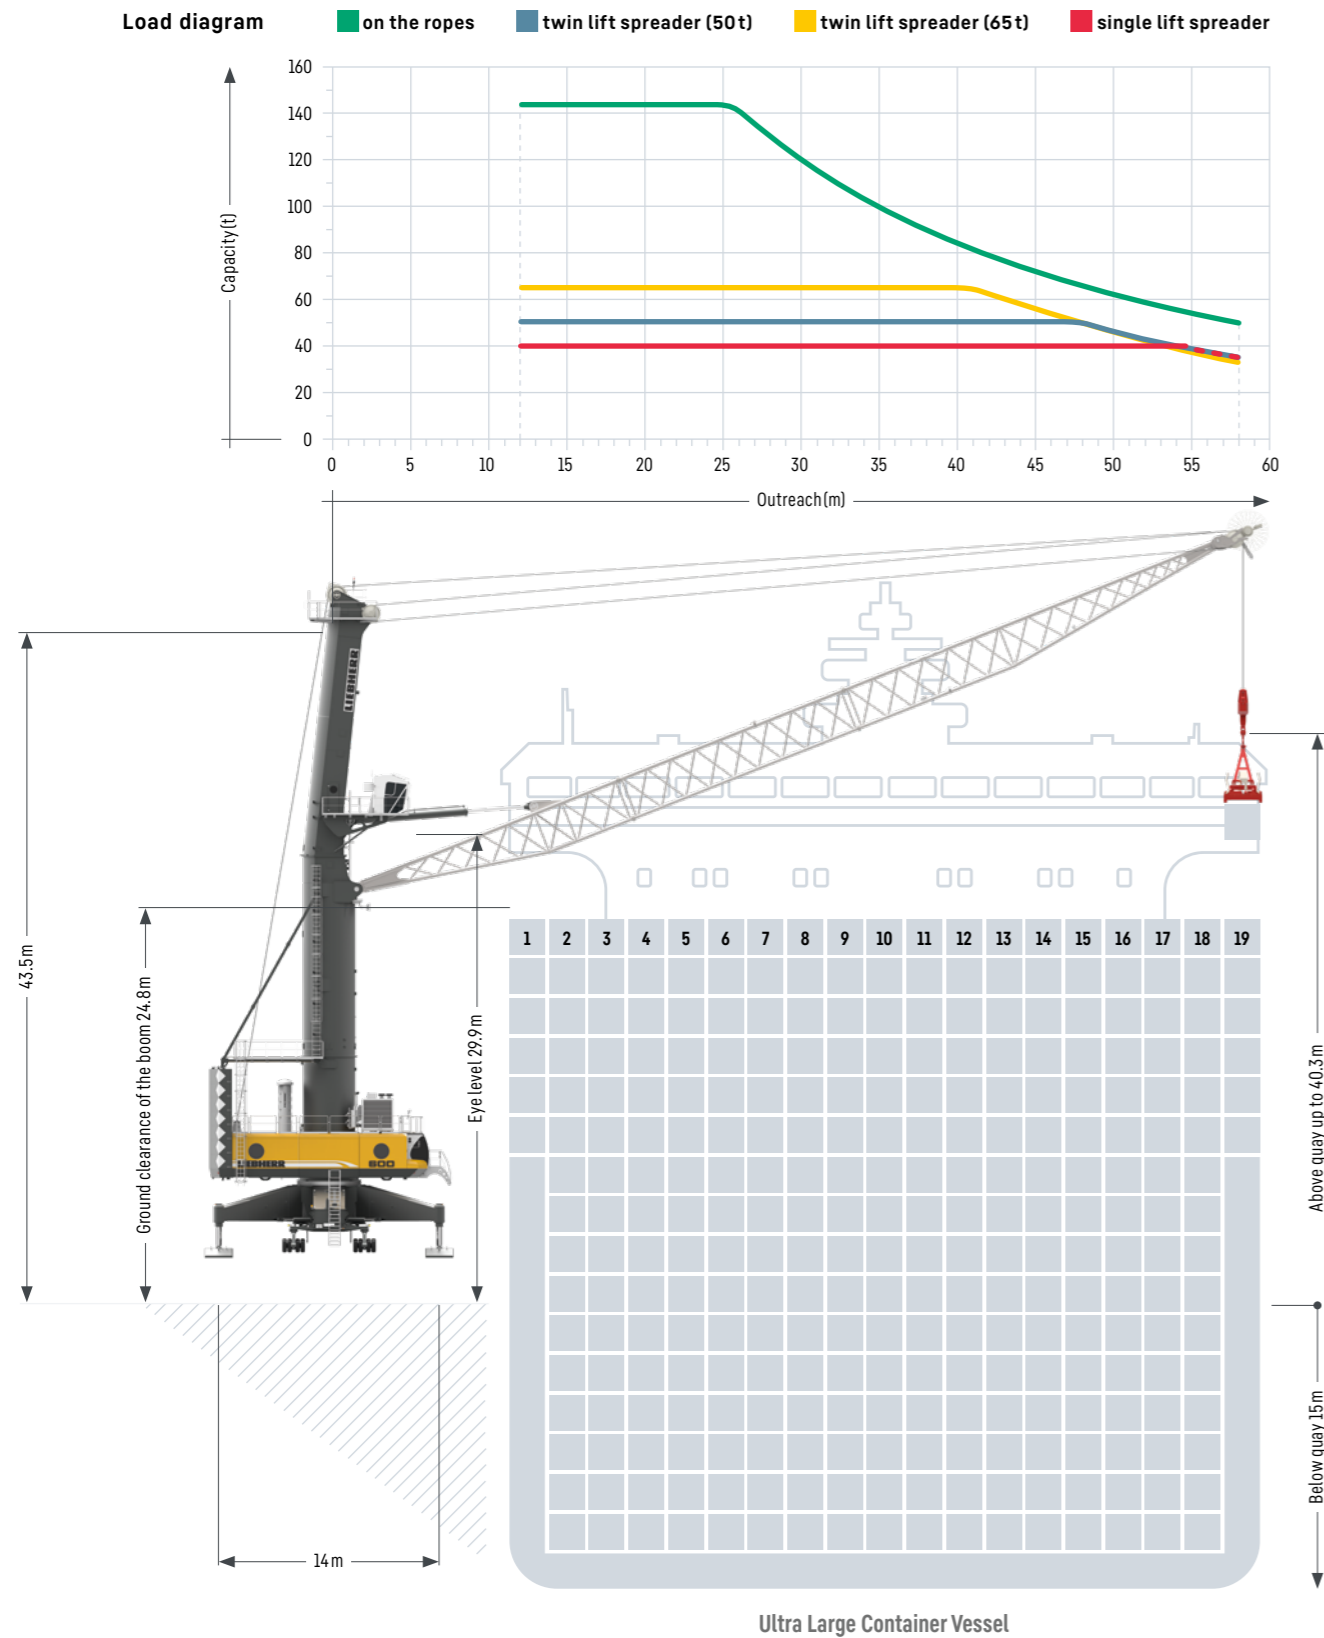 Load diagram
on the ropes
twin lift spreader (50 t)
twin lift spreader (65 t)
single lift spreader
Capacity (t)
160
140
120
100
80
60
40
20
0
0 5 10 15 20 25 30 35 40 45 50 55 60
Outreach (m)
LIEBHERR
43.5 m
Ground clearance of the boom 24.8 m
Eye level 29.9 m
1 2 3 4 5 6 7 8 9 10 11 12 13 14 15 16 17 18 19
Above quay up to 40.3 m
LIEBHERR 600
Below quay 15 m
14 m
Ultra Large Container Vessel